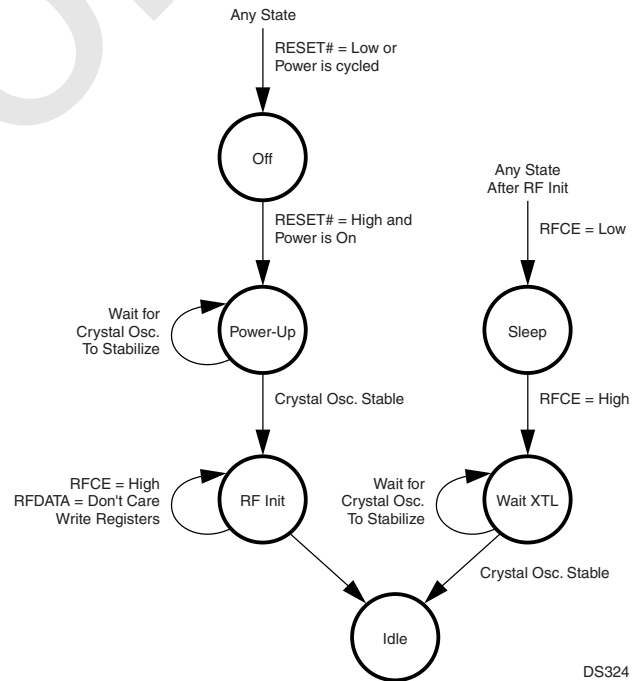 Any State
RESET# = Low or
Power is cycled
Off
RESET# = High and
Power is On
Wait for
Crystal Osc.
To Stabilize
Power-Up
Crystal Osc. Stable
RFCE = High
RFDATA = Don't Care
Write Registers
RF Init
Any State
After RF Init
RFCE = Low
Sleep
RFCE = High
Wait for
Crystal Osc.
To Stabilize
Wait XTL
Crystal Osc. Stable
Idle
DS324